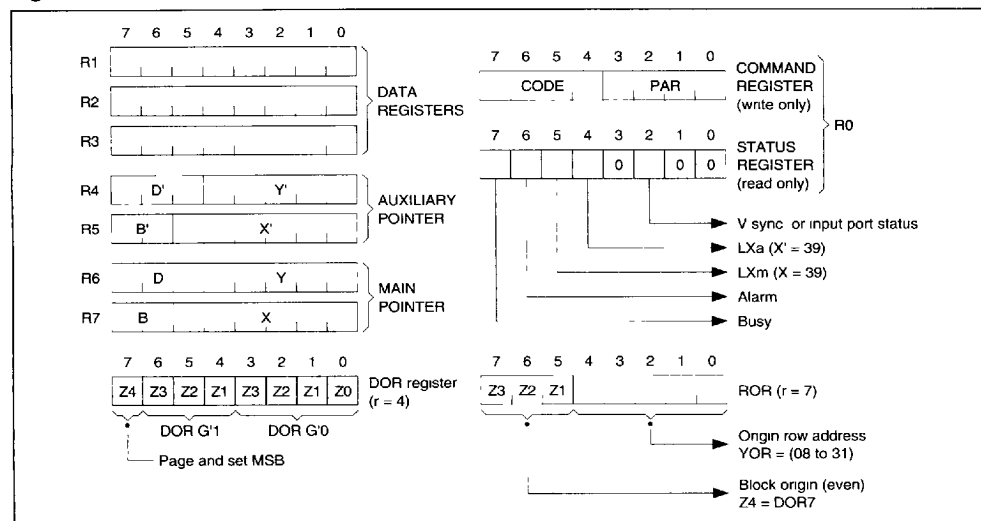 7 6 5 4 3 2 1 0
R1
R2
R3
DATA
REGISTERS
R4 D' Y'
R5 B' X'
AUXILIARY
POINTER
R6 D Y
R7 B X
MAIN
POINTER
7 6 5 4 3 2 1 0
Z4 Z3 Z2 Z1 Z3 Z2 Z1 Z0
DOR register
(r = 4)
DOR G'1 DOR G'0
Page and set MSB
7 6 5 4 3 2 1 0
CODE PAR
COMMAND
REGISTER
(write only)
R0
7 6 5 4 3 2 1 0
0 0 0
STATUS
REGISTER
(read only)
V sync or input port status
LXa (X' = 39)
LXm (X = 39)
Alarm
Busy
7 6 5 4 3 2 1 0
Z3 Z2 Z1
ROR (r = 7)
Origin row address
YOR = (08 to 31)
Block origin (even)
Z4 = DOR7